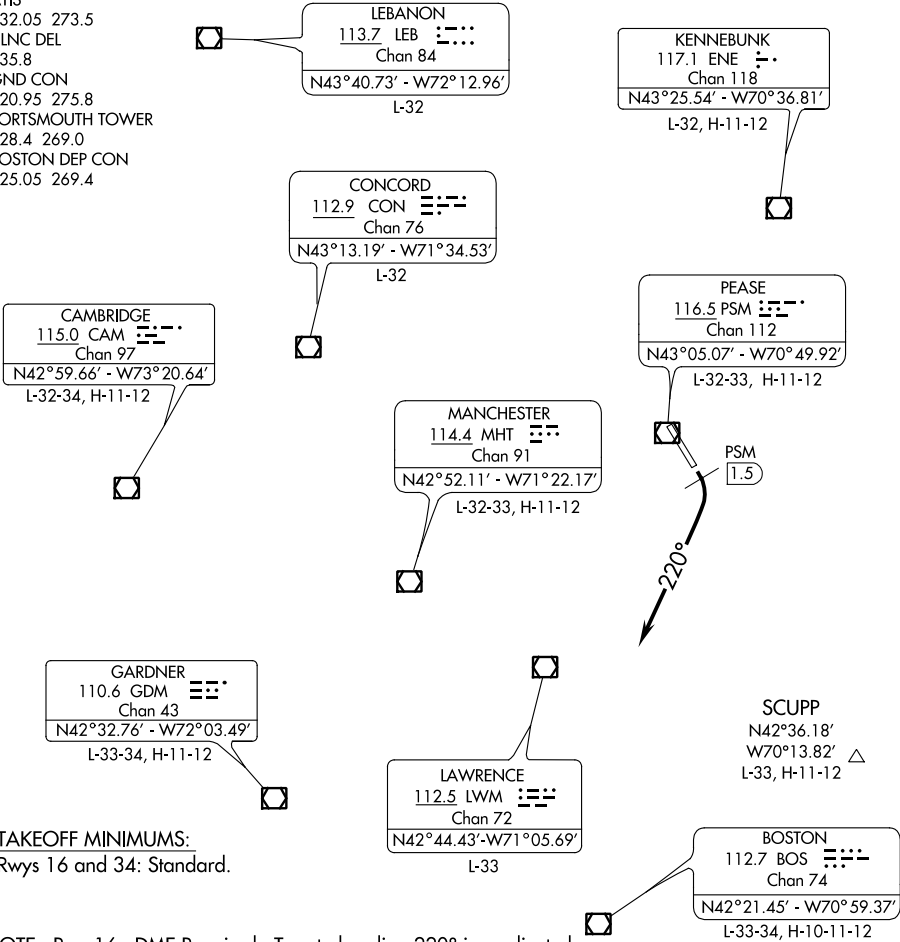 32.05 273.5
LNC DEL
35.8
ND CON
20.95 275.8
ORTSMOUTH TOWER
28.4 269.0
OSTON DEP CON
25.05 269.4
LEBANON
113.7 LEB
Chan 84
N43°40.73' - W72°12.96'
L-32
KENNEBUNK
117.1 ENE
Chan 118
N43°25.54' - W70°36.81'
L-32, H-11-12
CONCORD
112.9 CON
Chan 76
N43°13.19' - W71°34.53'
L-32
PEASE
116.5 PSM
Chan 112
N43°05.07' - W70°49.92'
L-32-33, H-11-12
CAMBRIDGE
115.0 CAM
Chan 97
N42°59.66' - W73°20.64'
L-32-34, H-11-12
MANCHESTER
114.4 MHT
Chan 91
N42°52.11' - W71°22.17'
L-32-33, H-11-12
PSM
1.5
220°
GARDNER
110.6 GDM
Chan 43
N42°32.76' - W72°03.49'
L-33-34, H-11-12
SCUPP
N42°36.18'
W70°13.82'
L-33, H-11-12
LAWRENCE
112.5 LWM
Chan 72
N42°44.43'-W71°05.69'
L-33
TAKEOFF MINIMUMS:
Rwys 16 and 34: Standard.
BOSTON
112.7 BOS
Chan 74
N42°21.45' - W70°59.37'
L-33-34, H-10-11-12